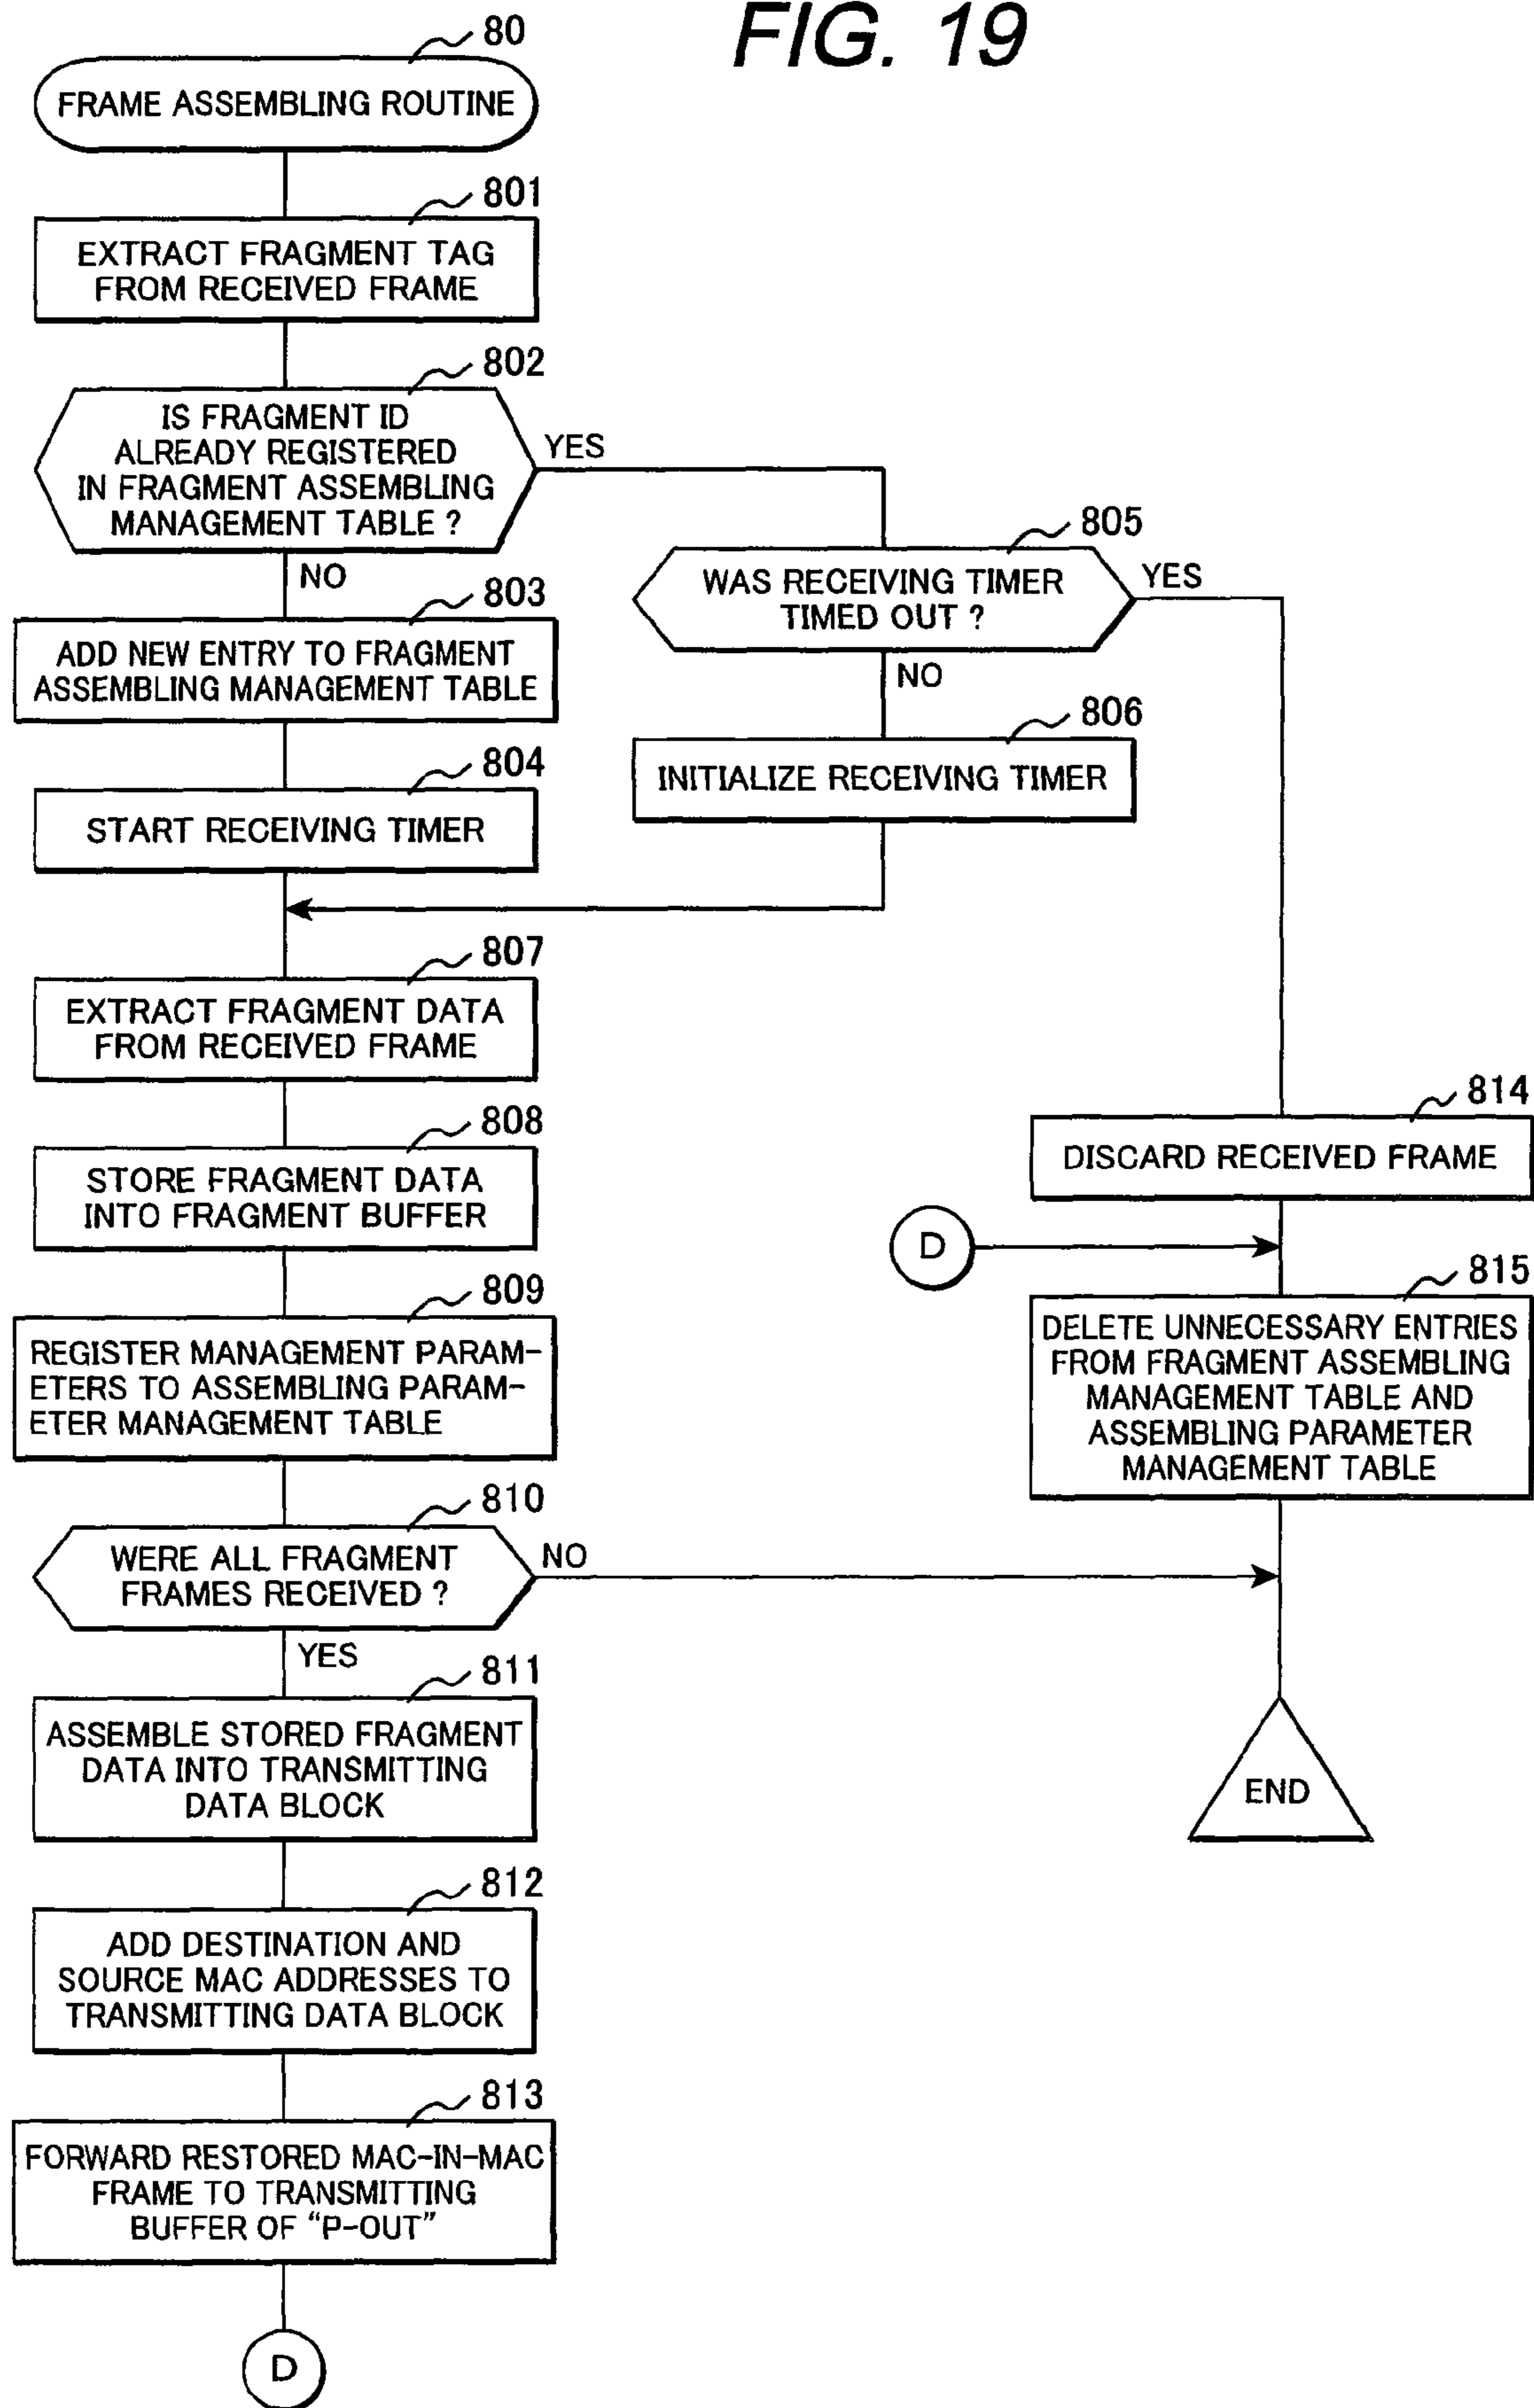 FIG. 19
80
FRAME ASSEMBLING ROUTINE
801
EXTRACT FRAGMENT TAG
FROM RECEIVED FRAME
802
IS FRAGMENT ID
ALREADY REGISTERED
IN FRAGMENT ASSEMBLING
MANAGEMENT TABLE ?
YES
NO
803
ADD NEW ENTRY TO FRAGMENT
ASSEMBLING MANAGEMENT TABLE
804
START RECEIVING TIMER
805
WAS RECEIVING TIMER
TIMED OUT ?
YES
NO
806
INITIALIZE RECEIVING TIMER
807
EXTRACT FRAGMENT DATA
FROM RECEIVED FRAME
808
STORE FRAGMENT DATA
INTO FRAGMENT BUFFER
809
REGISTER MANAGEMENT PARAM-
ETERS TO ASSEMBLING PARAM-
ETER MANAGEMENT TABLE
810
WERE ALL FRAGMENT
FRAMES RECEIVED ?
NO
YES
811
ASSEMBLE STORED FRAGMENT
DATA INTO TRANSMITTING
DATA BLOCK
812
ADD DESTINATION AND
SOURCE MAC ADDRESSES TO
TRANSMITTING DATA BLOCK
813
FORWARD RESTORED MAC-IN-MAC
FRAME TO TRANSMITTING
BUFFER OF “P-OUT”
D
814
DISCARD RECEIVED FRAME
D
815
DELETE UNNECESSARY ENTRIES
FROM FRAGMENT ASSEMBLING
MANAGEMENT TABLE AND
ASSEMBLING PARAMETER
MANAGEMENT TABLE
END